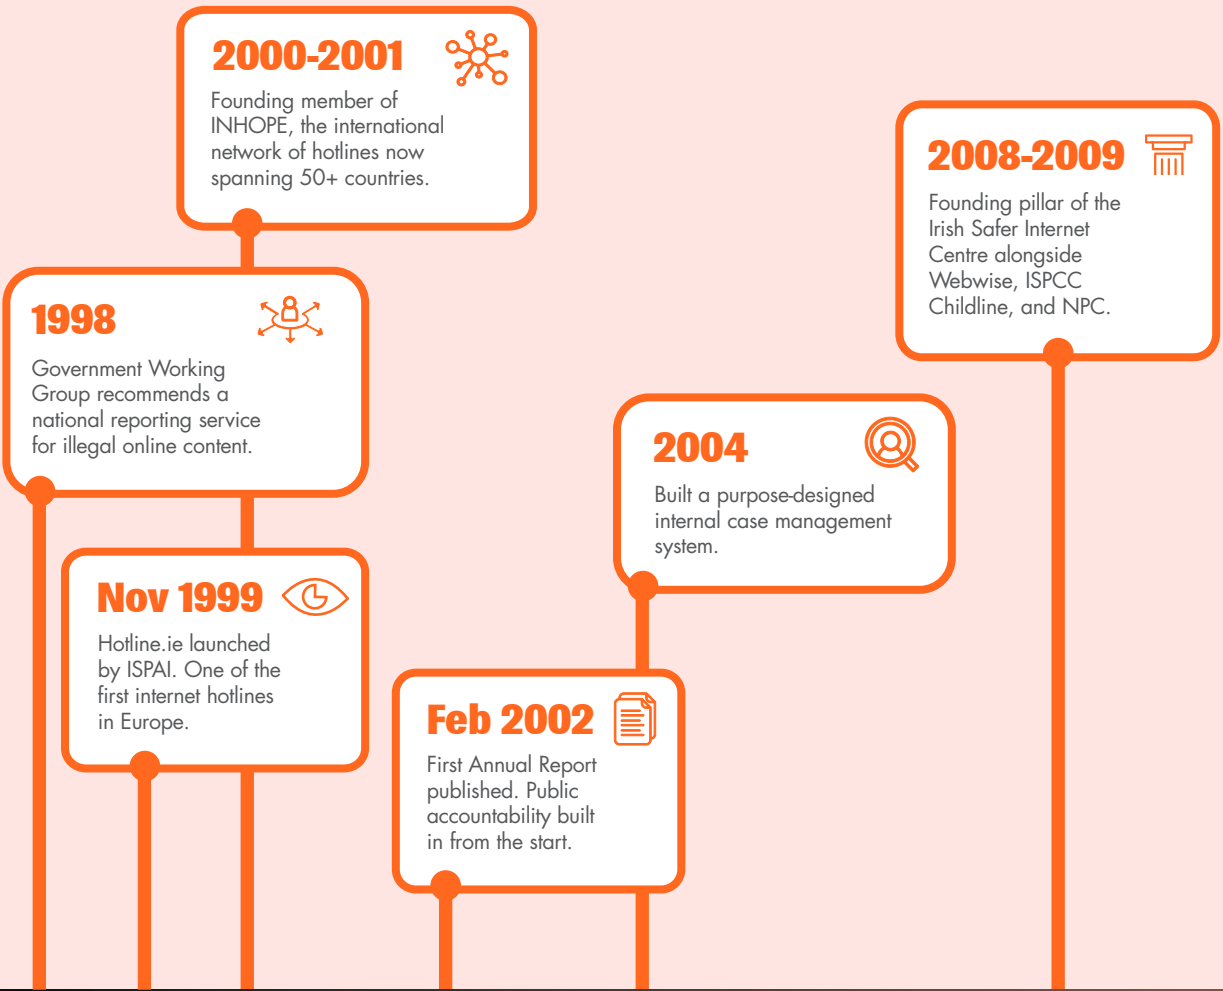 2000-2001
Founding member of
INHOPE, the international
network of hotlines now
spanning 50+ countries.
2008-2009
Founding pillar of the
Irish Safer Internet
Centre alongside
Webwise, ISPCC
Childline, and NPC.
1998
Government Working
Group recommends a
national reporting service
for illegal online content.
2004
Built a purpose-designed
internal case management
system.
Nov 1999
Hotline.ie launched
by ISPAI. One of the
first internet hotlines
in Europe.
Feb 2002
First Annual Report
published. Public
accountability built
in from the start.